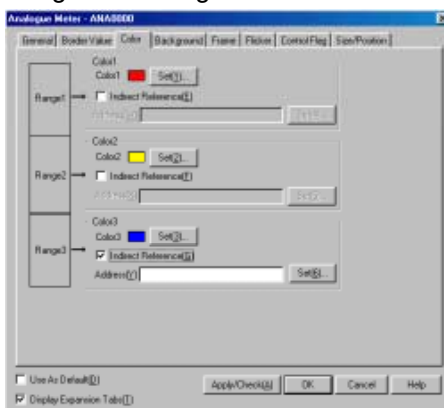 Analogue Meter - ANA0000
General Border Value Color Background Frame Flicker Control Flag Size/Position
Color1
Color1 Set(1)...
Range1 Indirect Reference(E)
Color2
Color2 Set(2)...
Range2 Indirect Reference(F)
Color3
Color3 Set(3)...
Range3 Indirect Reference(G)
Address(Y) Set(6)...
Use As Default(D)
Display Expansion Tabs(T)
Apply/Check(A) OK Cancel Help